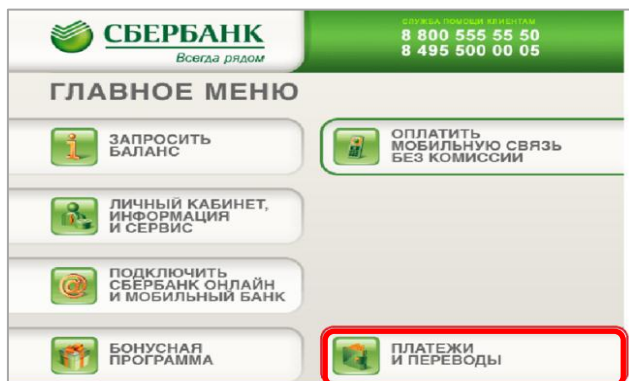 СБЕРБАНК
Всегда рядом
СЛУЖБА ПОМОЩИ КЛИЕНТАМ
8 800 555 55 50
8 495 500 00 05
ГЛАВНОЕ МЕНЮ
ЗАПРОСИТЬ
БАЛАНС
ОПЛАТИТЬ
МОБИЛЬНУЮ СВЯЗЬ
БЕЗ КОМИССИИ
ЛИЧНЫЙ КАБИНЕТ,
ИНФОРМАЦИЯ
И СЕРВИС
ПОДКЛЮЧИТЬ
СБЕРБАНК ОНЛАЙН
И МОБИЛЬНЫЙ БАНК
БОНУСНАЯ
ПРОГРАММА
ПЛАТЕЖИ
И ПЕРЕВОДЫ